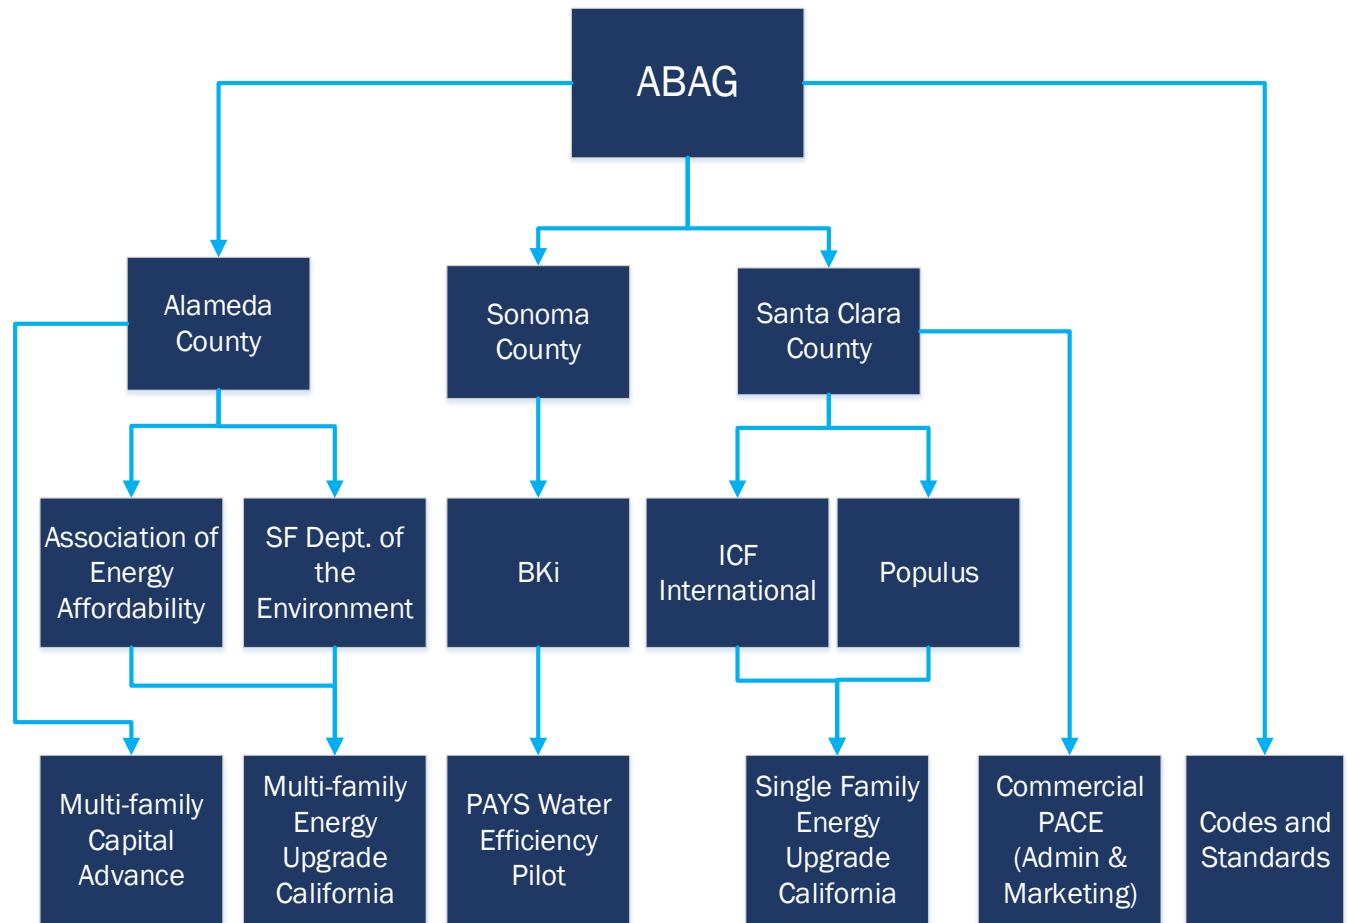 ABAG
Alameda
County
Sonoma
County
Santa Clara
County
Association of
Energy
Affordability
SF Dept. of
the
Environment
BKi
ICF
International
Populus
Multi-family
Capital
Advance
Multi-family
Energy
Upgrade
California
PAYS Water
Efficiency
Pilot
Single Family
Energy
Upgrade
California
Commercial
PACE
(Admin &
Marketing)
Codes and
Standards